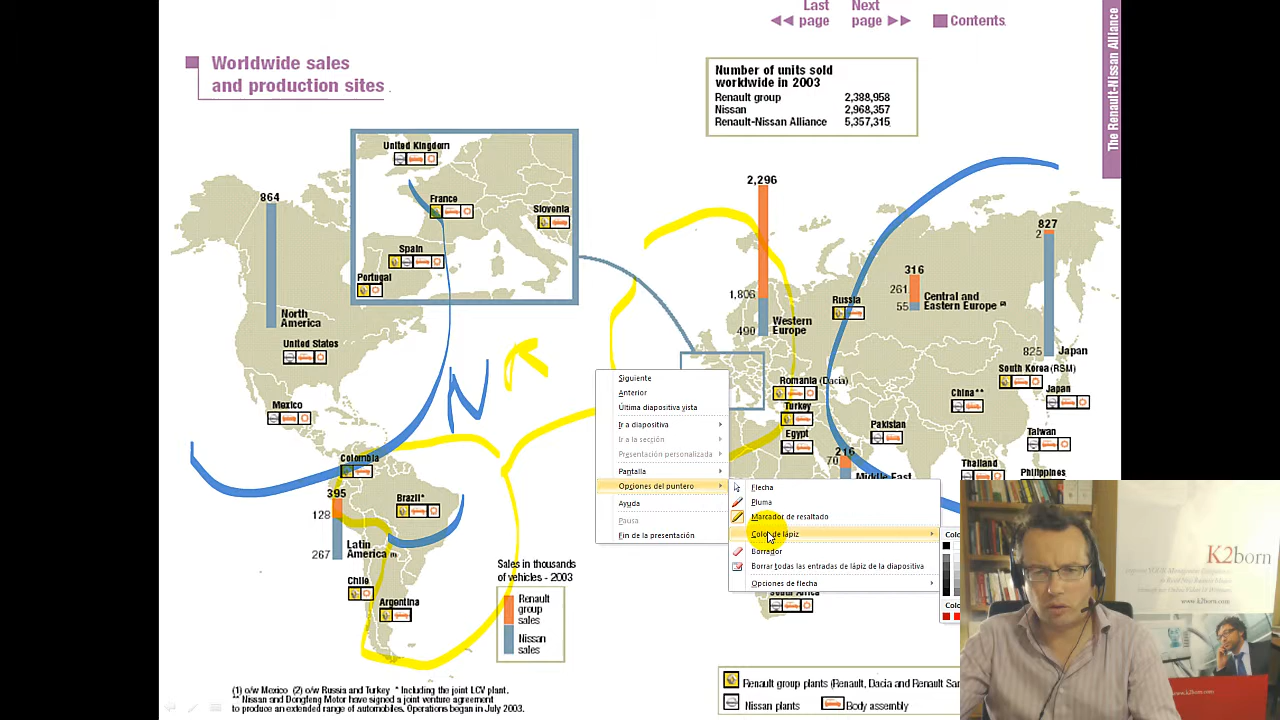 Last page
Next page
Contents
The Renault-Nissan Alliance
Worldwide sales
and production sites
Number of units sold
worldwide in 2003
Renault group 2,388,958
Nissan 2,968,357
Renault-Nissan Alliance 5,357,315
United Kingdom
France
Slovenia
Spain
Portugal
864
North
America
United States
Mexico
2,296
1,806
490
Western
Europe
Russia
316
261
55
Central and
Eastern Europe (2)
827
2
825
Japan
South Korea (RSM)
Japan
China**
Taiwan
Thailand
Philippines
Pakistan
Romania (Dacia)
Turkey
Egypt
216
70
Middle East
South Africa
Colombia
395
128
267
Brazil*
Latin
America (1)
Chile
Argentina
N
Sales in thousands
of vehicles - 2003
Renault
group
sales
Nissan
sales
Siguiente
Anterior
Última diapositiva vista
Ir a diapositiva
Ir a la sección
Presentación personalizada
Pantalla
Opciones del puntero
Ayuda
Pausa
Fin de la presentación
Flecha
Pluma
Marcador de resaltado
Color de lápiz
Borrador
Borrar todas las entradas de lápiz de la diapositiva
Opciones de flecha
Colo
Colo
(1) o/w Mexico (2) o/w Russia and Turkey * Including the joint LCV plant.
** Nissan and Dongfeng Motor have signed a joint venture agreement
to produce an extended range of automobiles. Operations began in July 2003.
Renault group plants (Renault, Dacia and Renault Sam
Nissan plants
Body assembly
K2born
www.k2born.com